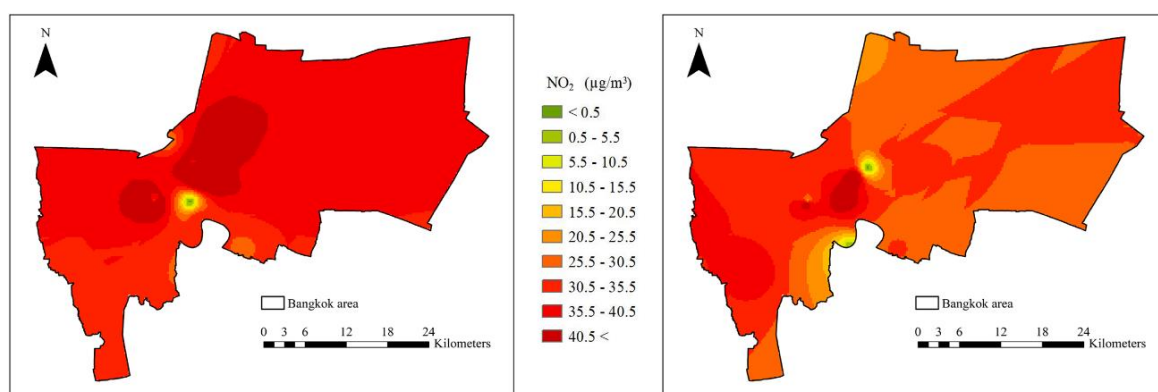 N
Bangkok area
0 3 6 12 18 24
Kilometers
NO₂ (µg/m³)
< 0.5
0.5 - 5.5
5.5 - 10.5
10.5 - 15.5
15.5 - 20.5
20.5 - 25.5
25.5 - 30.5
30.5 - 35.5
35.5 - 40.5
40.5 <
N
Bangkok area
0 3 6 12 18 24
Kilometers